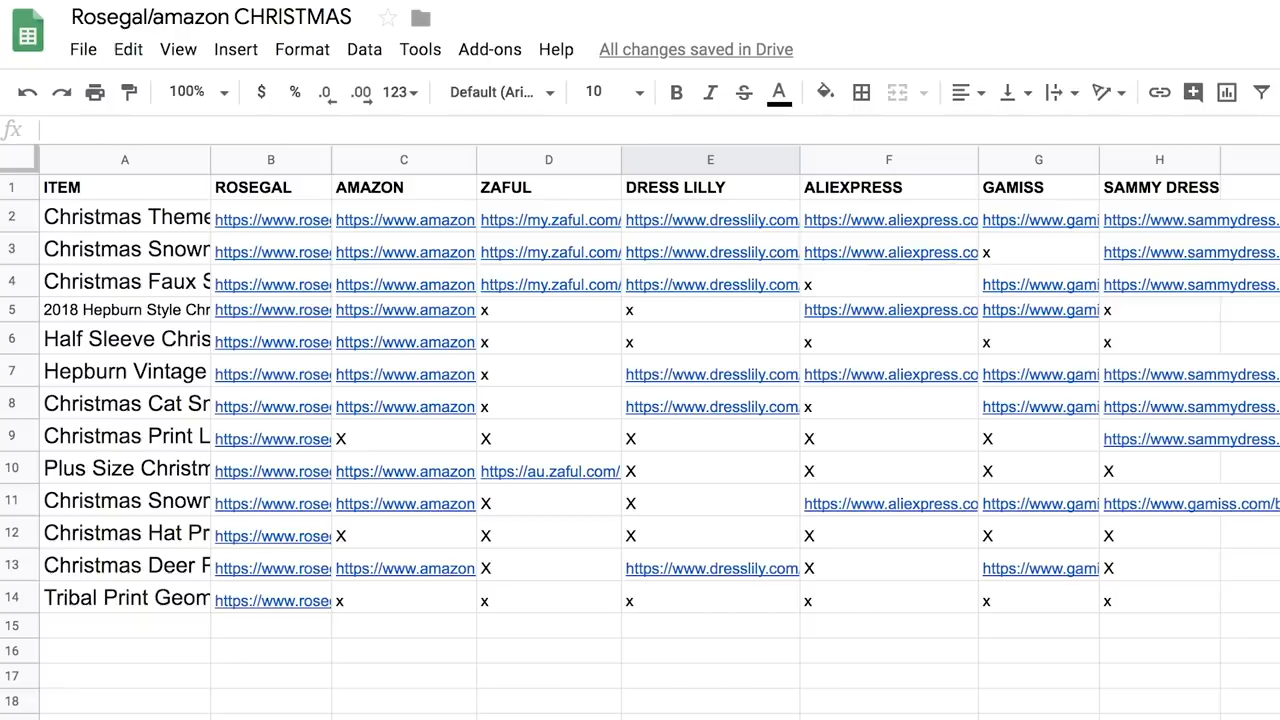 Rosegal/amazon CHRISTMAS
File Edit View Insert Format Data Tools Add-ons Help All changes saved in Drive
100% $ % .0 .00 123 Default (Ari... 10 B I S A
fx
A B C D E F G H
1 ITEM ROSEGAL AMAZON ZAFUL DRESS LILLY ALIEXPRESS GAMISS SAMMY DRESS
2 Christmas Theme https://www.rose https://www.amazon https://my.zaful.com/ https://www.dresslily.com https://www.aliexpress.co https://www.gami https://www.sammydress.
3 Christmas Snow https://www.rose https://www.amazon https://my.zaful.com/ https://www.dresslily.com https://www.aliexpress.co x https://www.sammydress.
4 Christmas Faux S https://www.rose https://www.amazon https://my.zaful.com/ https://www.dresslily.com x https://www.gami https://www.sammydress.
5 2018 Hepburn Style Chr https://www.rose https://www.amazon x x https://www.aliexpress.co https://www.gami x
6 Half Sleeve Chris https://www.rose https://www.amazon x x x x x
7 Hepburn Vintage https://www.rose https://www.amazon x https://www.dresslily.com https://www.aliexpress.co https://www.gami https://www.sammydress.
8 Christmas Cat Sn https://www.rose https://www.amazon x https://www.dresslily.com x https://www.gami https://www.sammydress.
9 Christmas Print L https://www.rose X X X X X https://www.sammydress.
10 Plus Size Christm https://www.rose https://www.amazon https://au.zaful.com/ X X X X
11 Christmas Snow https://www.rose https://www.amazon X X https://www.aliexpress.co https://www.gami https://www.gamiss.com/b
12 Christmas Hat Pr https://www.rose X X X X X X
13 Christmas Deer F https://www.rose https://www.amazon X https://www.dresslily.com X https://www.gami X
14 Tribal Print Geom https://www.rose x x x x x x
15
16
17
18